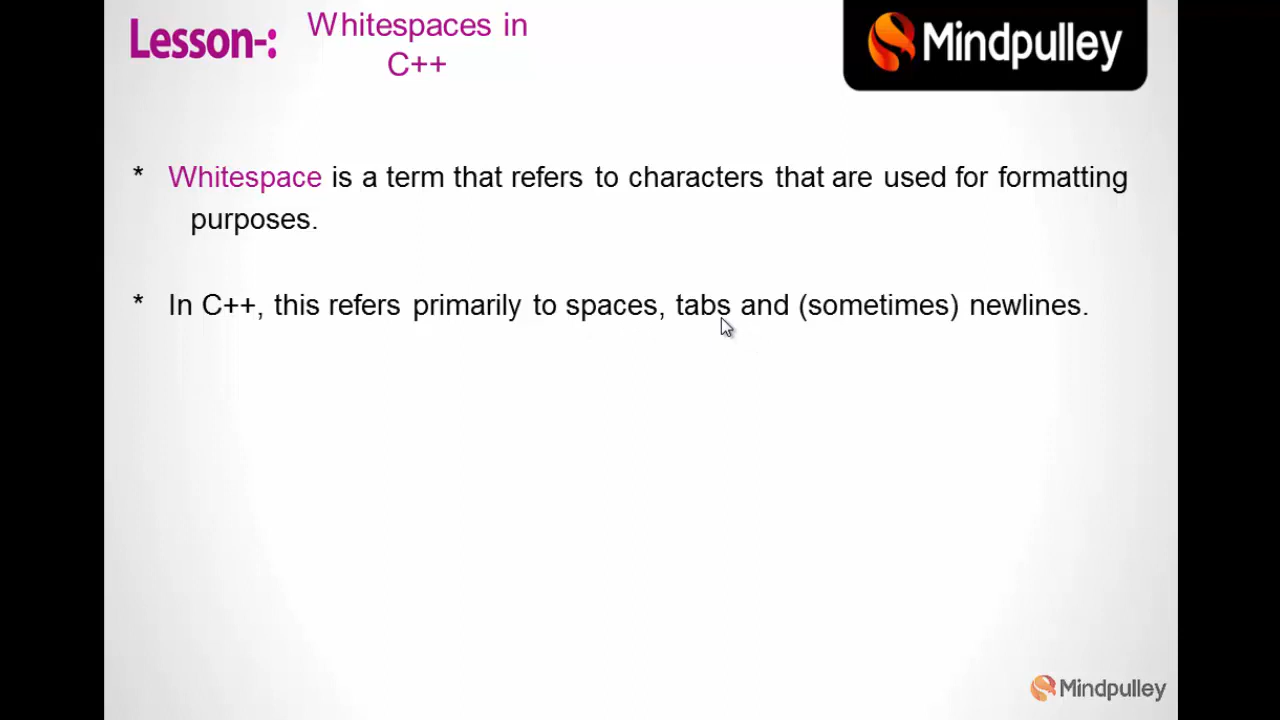 Lesson-:
Whitespaces in
C++
Mindpulley
* Whitespace is a term that refers to characters that are used for formatting
purposes.
* In C++, this refers primarily to spaces, tabs and (sometimes) newlines.
Mindpulley